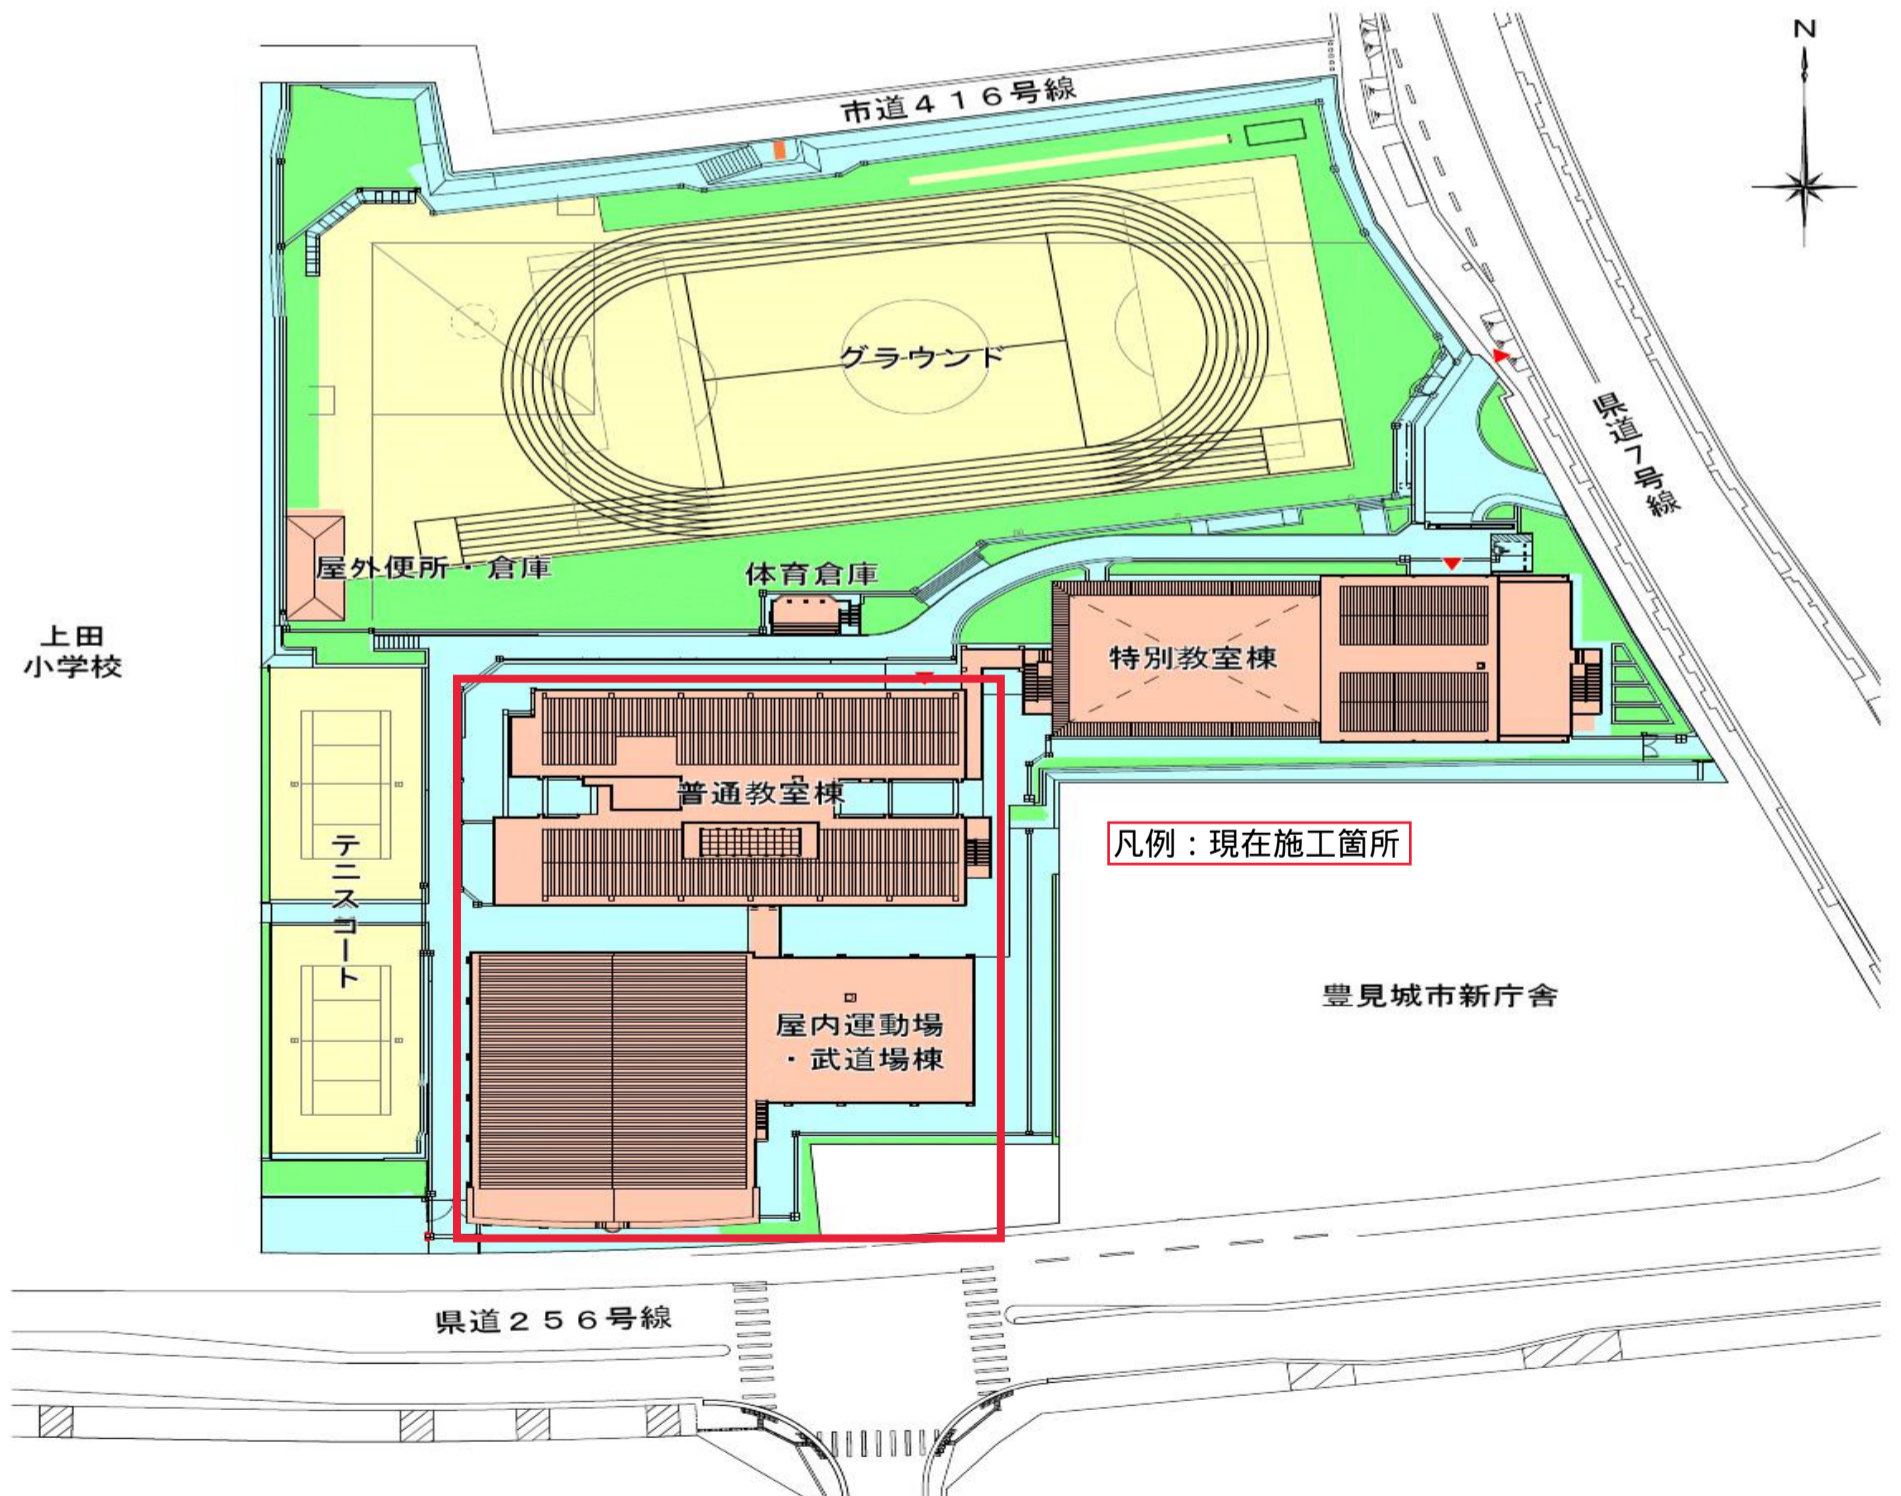 N
市道４１６号線
グラウンド
県道７号線
屋外便所・倉庫
体育倉庫
上田
小学校
特別教室棟
普通教室棟
凡例：現在施工箇所
テニスコート
豊見城市新庁舎
屋内運動場
・武道場棟
県道２５６号線